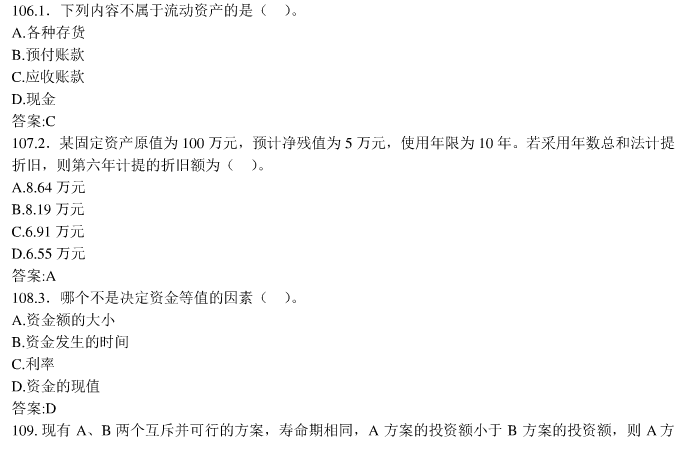 106.1．下列内容不属于流动资产的是（　）。
A.各种存货
B.预付账款
C.应收账款
D.现金
答案:C
107.2．某固定资产原值为 100 万元，预计净残值为 5 万元，使用年限为 10 年。若采用年数总和法计提
折旧，则第六年计提的折旧额为（　）。
A.8.64 万元
B.8.19 万元
C.6.91 万元
D.6.55 万元
答案:A
108.3．哪个不是决定资金等值的因素（　）。
A.资金额的大小
B.资金发生的时间
C.利率
D.资金的现值
答案:D
109. 现有 A、B 两个互斥并可行的方案，寿命期相同，A 方案的投资额小于 B 方案的投资额，则 A 方